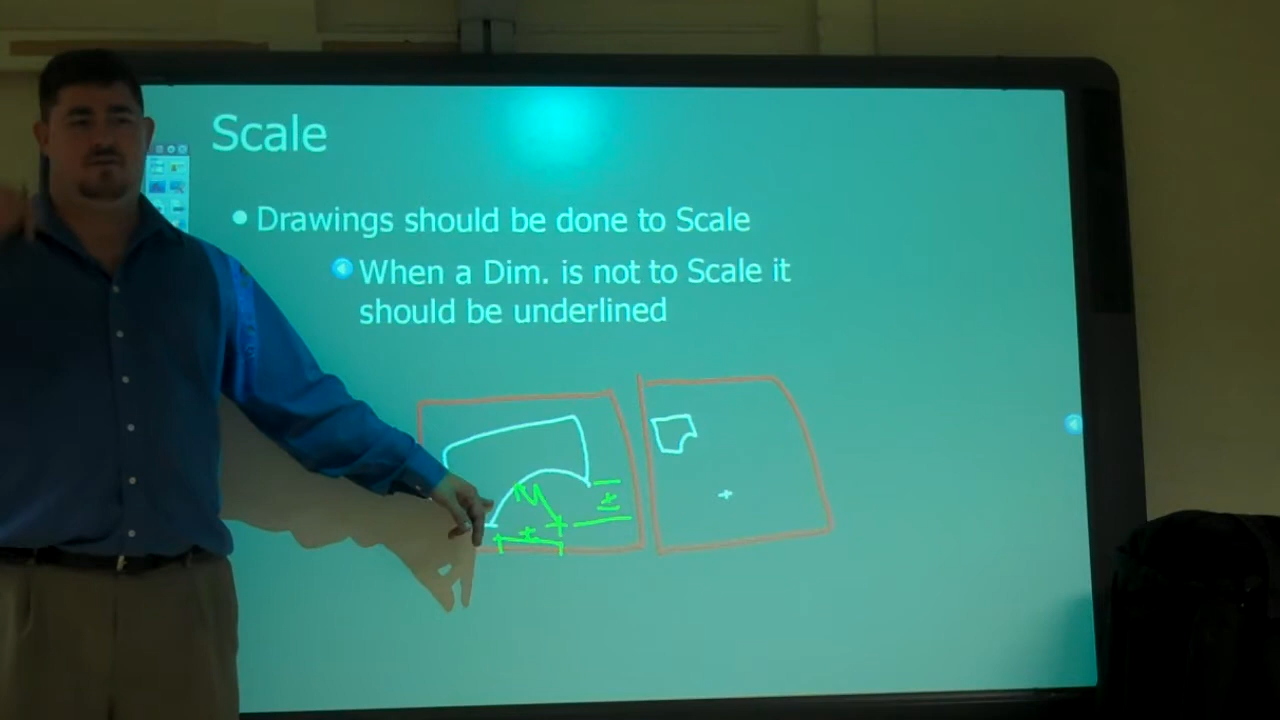 Scale
Drawings should be done to Scale
When a Dim. is not to Scale it
should be underlined